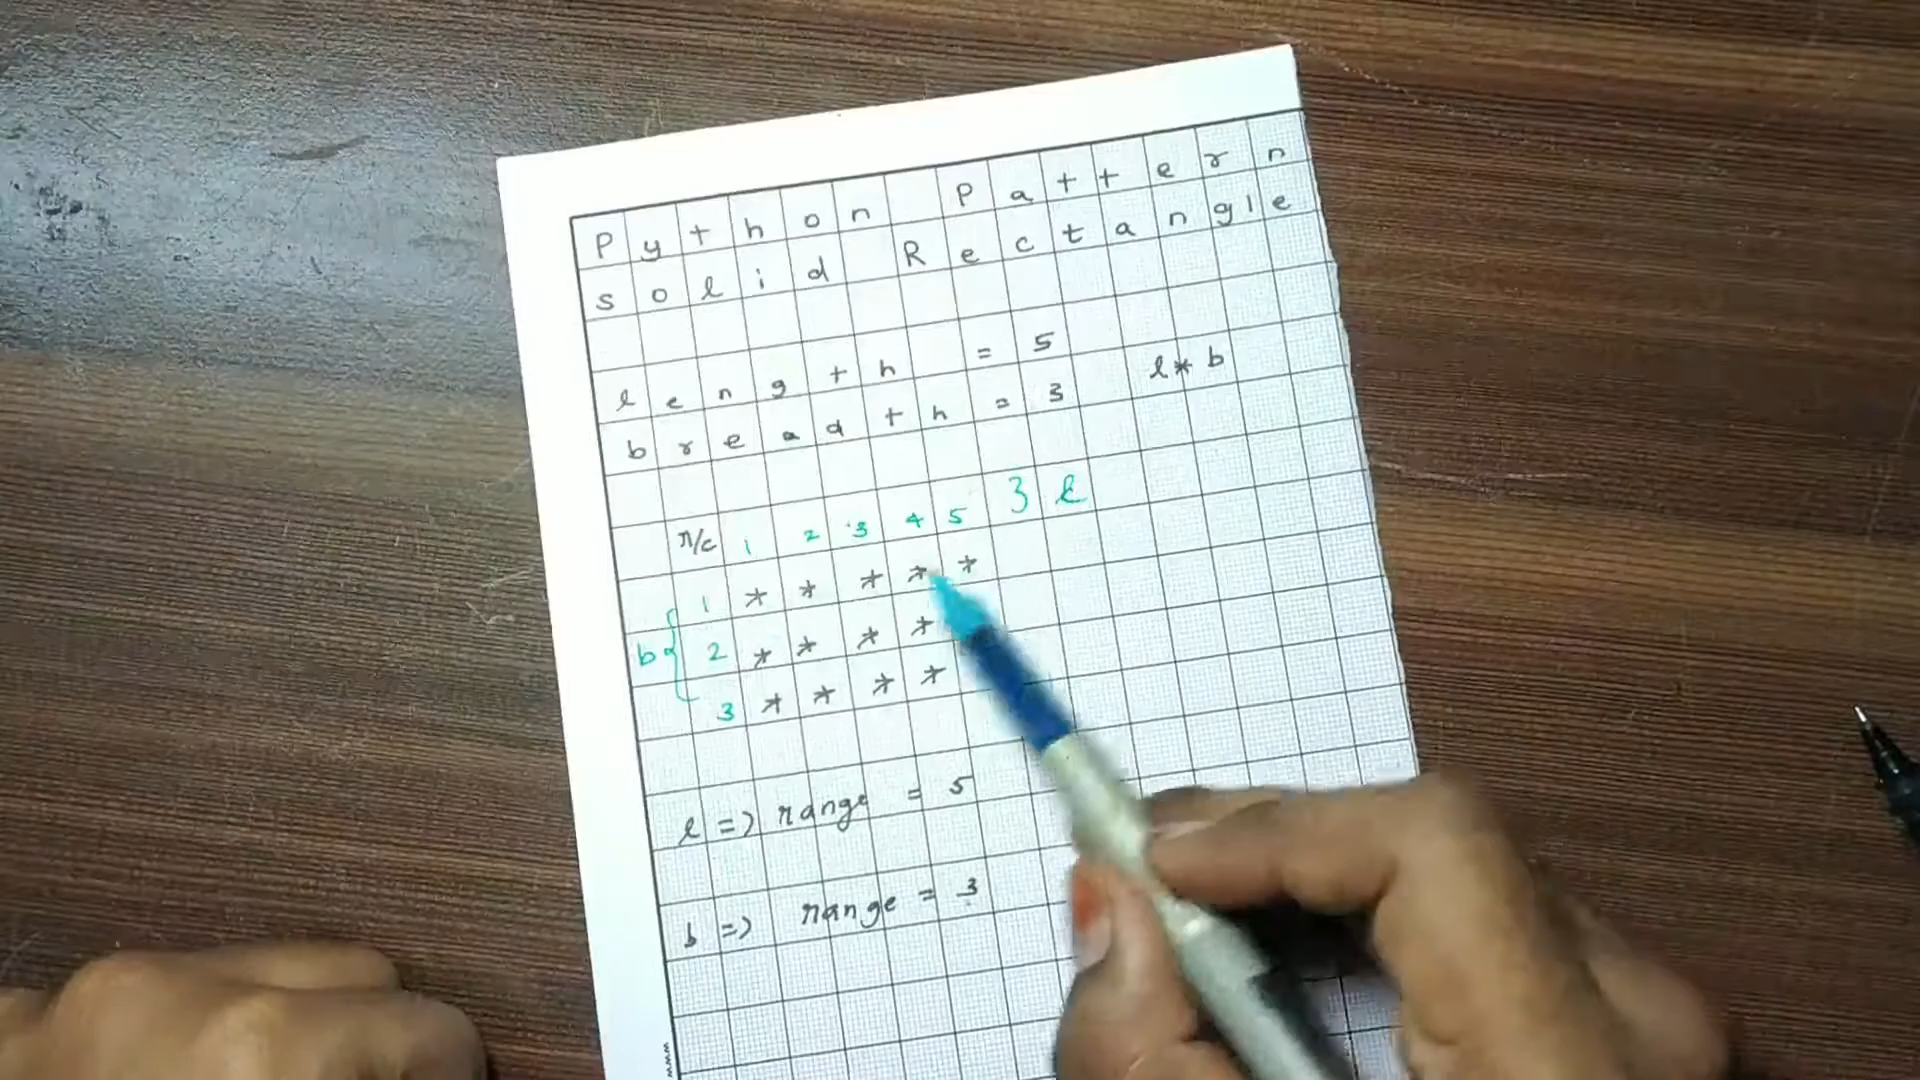 Python Pattern
solid Rectangle
length = 5
breadth = 3 l*b
r/c 1 2 3 4 5 } l
1 * * * * *
b { 2 * * * *
3 * * * *
l => range = 5
b => range = 3
www